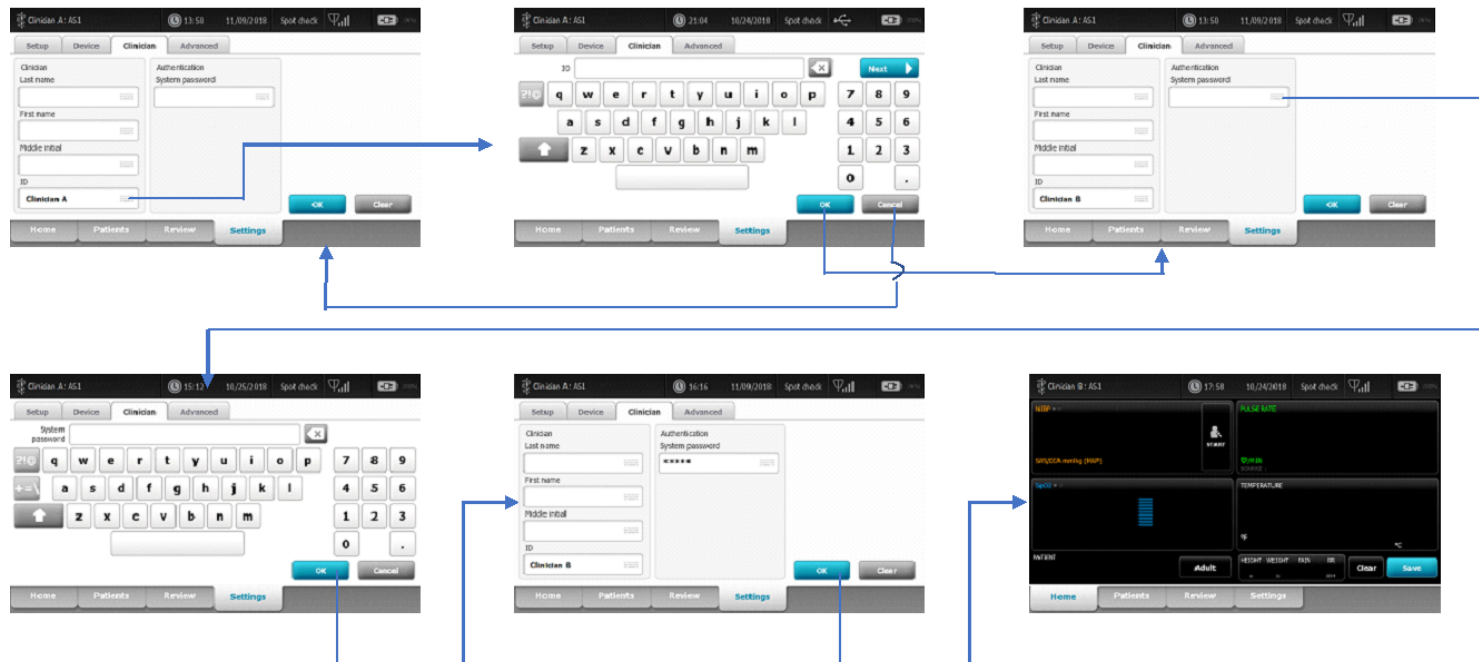 Clinician A: AS1 13:50 11/09/2018 Spot check
Setup Device Clinician Advanced
Clinician
Last name
First name
Middle initial
ID
Clinician A
Authentication
System password
OK Clear
Home Patients Review Settings
Clinician A: AS1 21:04 10/24/2018 Spot check
Setup Device Clinician Advanced
ID Next
?!@ q w e r t y u i o p 7 8 9
a s d f g h j k l 4 5 6
z x c v b n m 1 2 3
0 .
OK Cancel
Home Patients Review Settings
Clinician A: AS1 13:50 11/09/2018 Spot check
Setup Device Clinician Advanced
Clinician
Last name
First name
Middle initial
ID
Clinician B
Authentication
System password
OK Clear
Home Patients Review Settings
Clinician A: AS1 15:12 10/25/2018 Spot check
Setup Device Clinician Advanced
System
password
?!@ q w e r t y u i o p 7 8 9
+=\ a s d f g h j k l 4 5 6
z x c v b n m 1 2 3
0 .
OK Cancel
Home Patients Review Settings
Clinician A: AS1 16:16 11/09/2018 Spot check
Setup Device Clinician Advanced
Clinician
Last name
First name
Middle initial
ID
Clinician B
Authentication
System password
*****
OK Clear
Home Patients Review Settings
Clinician B: AS1 17:58 10/24/2018 Spot check
NIBP
START
SYS/DIA mmHg (MAP)
PULSE RATE
/MIN
SOURCE:
SpO2
TEMPERATURE
°F
°C
PATIENT
Adult
HEIGHT WEIGHT PAIN RR
Clear Save
Home Patients Review Settings